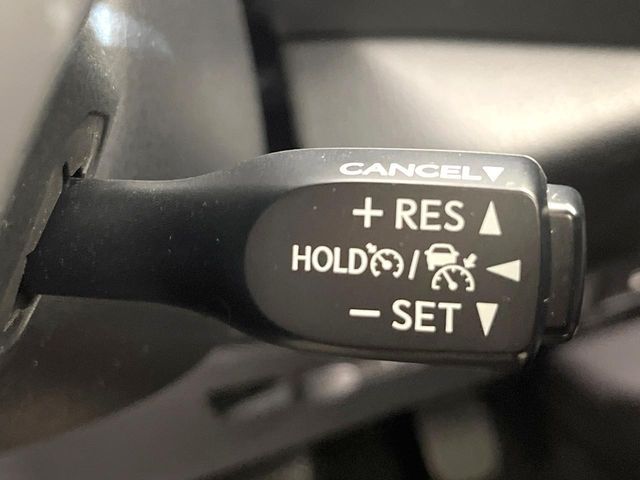 CANCEL▼
+ RES ▲
HOLD / ◀
− SET ▼